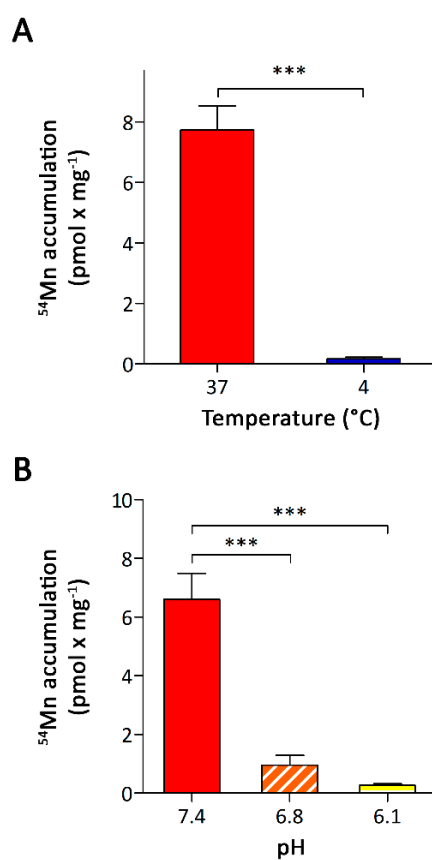 A
***
⁵⁴Mn accumulation
(pmol x mg⁻¹)
8
6
4
2
0
37 4
Temperature (°C)
B
***
***
⁵⁴Mn accumulation
(pmol x mg⁻¹)
10
8
6
4
2
0
7.4 6.8 6.1
pH